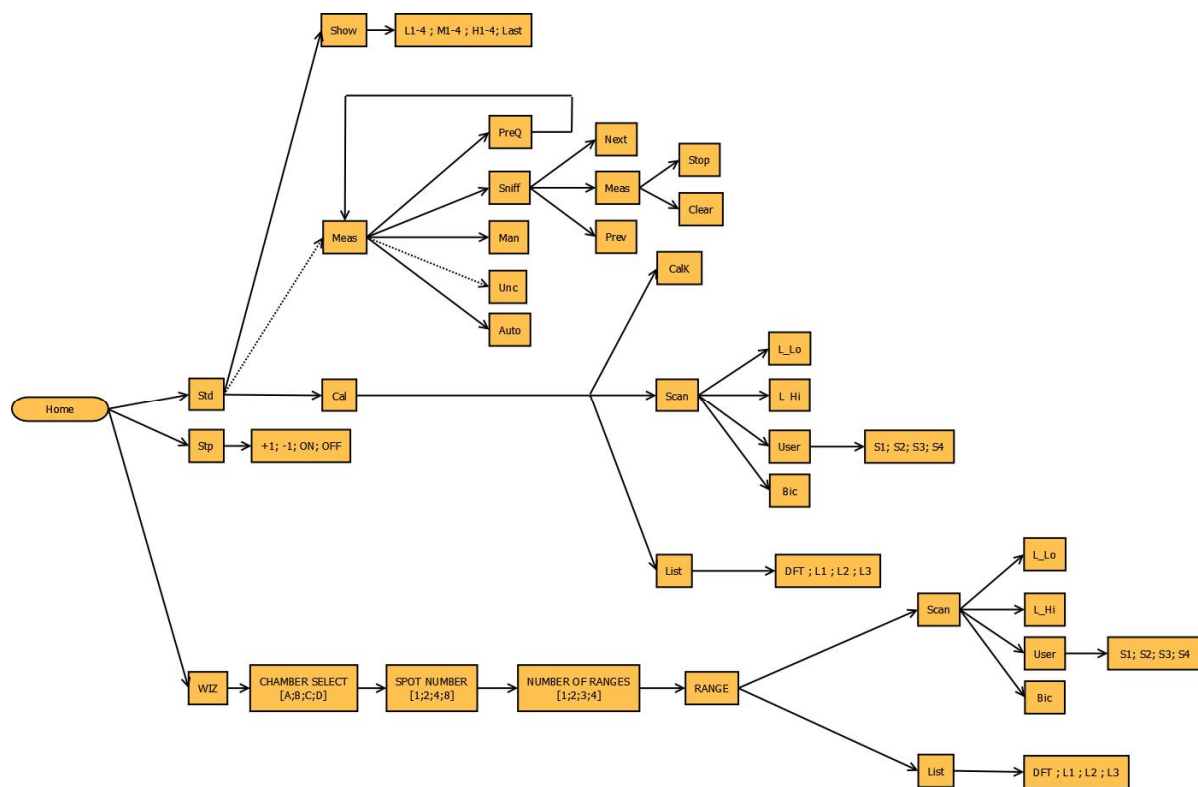 Show
L1-4 ; M1-4 ; H1-4; Last
PreQ
Next
Stop
Sniff
Meas
Clear
Meas
Man
Prev
CalK
Unc
Auto
L_Lo
Std
Cal
Scan
L_Hi
Home
Stp
+1; -1; ON; OFF
User
S1; S2; S3; S4
Bic
List
DFT ; L1 ; L2 ; L3
L_Lo
Scan
L_Hi
User
S1; S2; S3; S4
WIZ
CHAMBER SELECT
[A;B;C;D]
SPOT NUMBER
[1;2;4;8]
NUMBER OF RANGES
[1;2;3;4]
RANGE
Bic
List
DFT ; L1 ; L2 ; L3